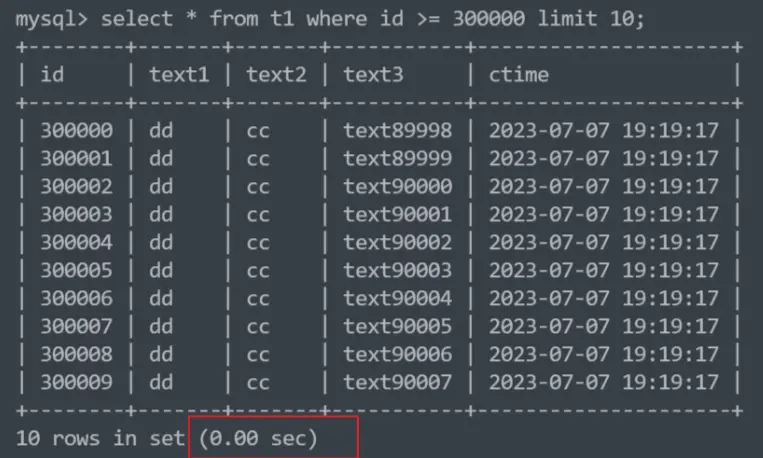 mysql> select * from t1 where id >= 300000 limit 10;
+--------+-------+-------+-----------+---------------------+
| id     | text1 | text2 | text3     | ctime               |
+--------+-------+-------+-----------+---------------------+
| 300000 | dd    | cc    | text89998 | 2023-07-07 19:19:17 |
| 300001 | dd    | cc    | text89999 | 2023-07-07 19:19:17 |
| 300002 | dd    | cc    | text90000 | 2023-07-07 19:19:17 |
| 300003 | dd    | cc    | text90001 | 2023-07-07 19:19:17 |
| 300004 | dd    | cc    | text90002 | 2023-07-07 19:19:17 |
| 300005 | dd    | cc    | text90003 | 2023-07-07 19:19:17 |
| 300006 | dd    | cc    | text90004 | 2023-07-07 19:19:17 |
| 300007 | dd    | cc    | text90005 | 2023-07-07 19:19:17 |
| 300008 | dd    | cc    | text90006 | 2023-07-07 19:19:17 |
| 300009 | dd    | cc    | text90007 | 2023-07-07 19:19:17 |
+--------+-------+-------+-----------+---------------------+
10 rows in set (0.00 sec)